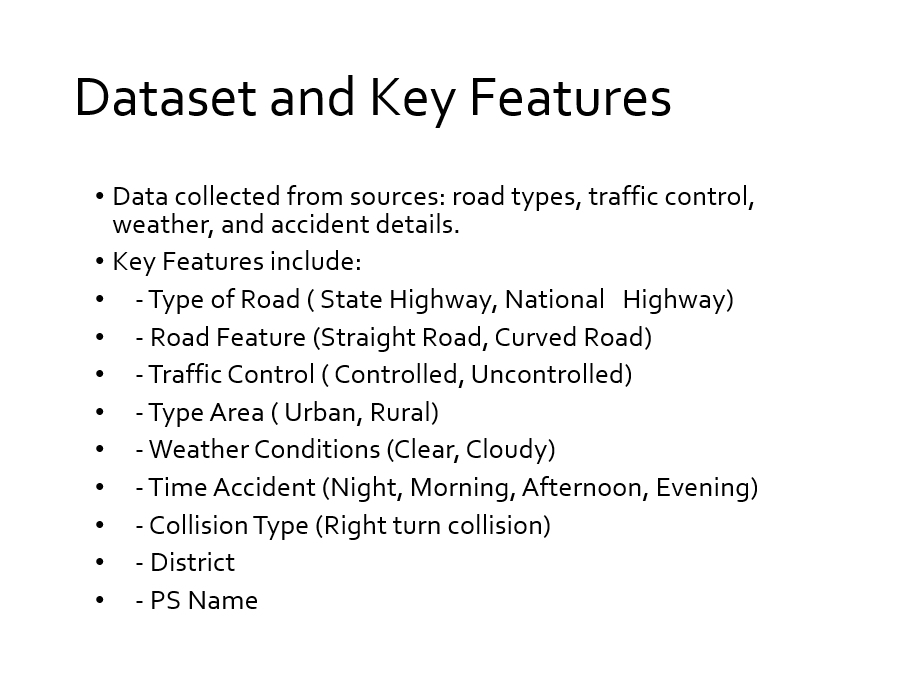 Dataset and Key Features
• Data collected from sources: road types, traffic control,
weather, and accident details.
• Key Features include:
• - Type of Road ( State Highway, National   Highway)
• - Road Feature (Straight Road, Curved Road)
• - Traffic Control ( Controlled, Uncontrolled)
• - Type Area ( Urban, Rural)
• - Weather Conditions (Clear, Cloudy)
• - Time Accident (Night, Morning, Afternoon, Evening)
• - Collision Type (Right turn collision)
• - District
• - PS Name